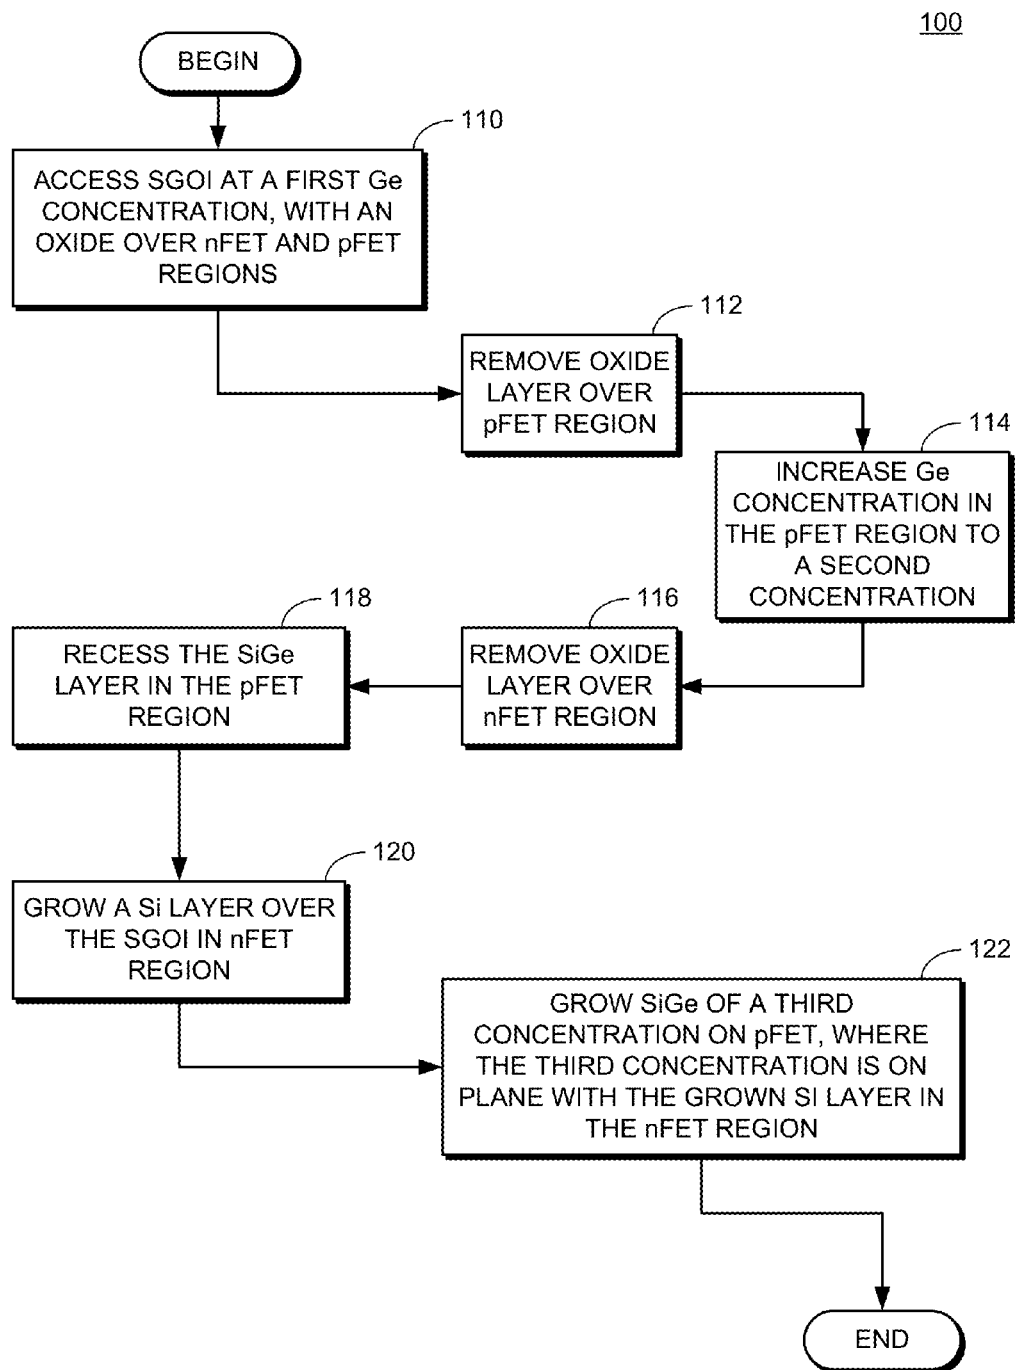 100
BEGIN
110
ACCESS SGOI AT A FIRST Ge
CONCENTRATION, WITH AN
OXIDE OVER nFET AND pFET
REGIONS
112
REMOVE OXIDE
LAYER OVER
pFET REGION
114
INCREASE Ge
CONCENTRATION IN
THE pFET REGION TO
A SECOND
CONCENTRATION
116
REMOVE OXIDE
LAYER OVER
nFET REGION
118
RECESS THE SiGe
LAYER IN THE pFET
REGION
120
GROW A Si LAYER OVER
THE SGOI IN nFET
REGION
122
GROW SiGe OF A THIRD
CONCENTRATION ON pFET, WHERE
THE THIRD CONCENTRATION IS ON
PLANE WITH THE GROWN SI LAYER IN
THE nFET REGION
END